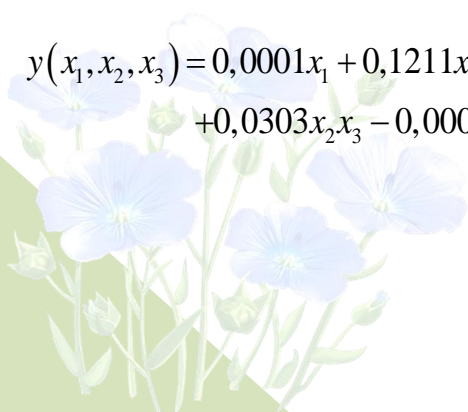 y(x₁, x₂, x₃) = 0,0001x₁ + 0,1211x
+0,0303x₂x₃ − 0,000